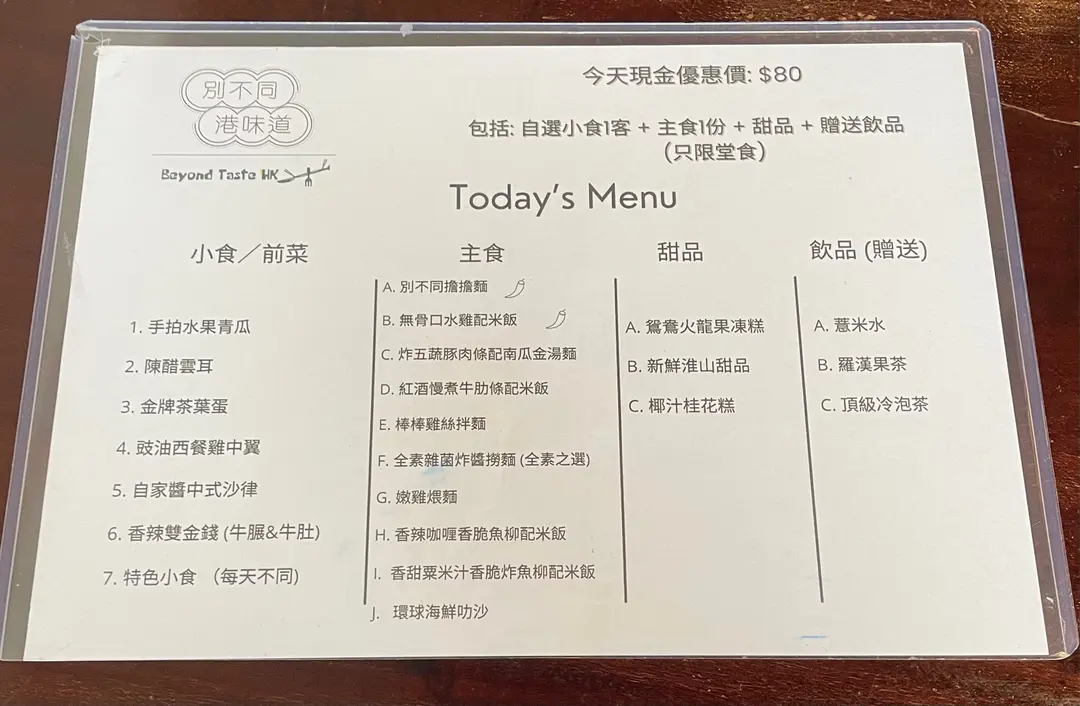 別不同
港味道
Beyond Taste HK
今天現金優惠價: $80
包括: 自選小食1客 + 主食1份 + 甜品 + 贈送飲品
(只限堂食)
Today's Menu
小食／前菜
1. 手拍水果青瓜
2. 陳醋雲耳
3. 金牌茶葉蛋
4. 豉油西餐雞中翼
5. 自家醬中式沙律
6. 香辣雙金錢 (牛𦟌&牛肚)
7. 特色小食 （每天不同)
主食
A. 別不同擔擔麵
B. 無骨口水雞配米飯
C. 炸五蔬豚肉條配南瓜金湯麵
D. 紅酒慢煮牛肋條配米飯
E. 棒棒雞絲拌麵
F. 全素雜菌炸醬撈麵 (全素之選)
G. 嫩雞煨麵
H. 香辣咖喱香脆魚柳配米飯
I. 香甜粟米汁香脆炸魚柳配米飯
J. 環球海鮮叻沙
甜品
A. 鴛鴦火龍果凍糕
B. 新鮮淮山甜品
C. 椰汁桂花糕
飲品 (贈送)
A. 薏米水
B. 羅漢果茶
C. 頂級冷泡茶